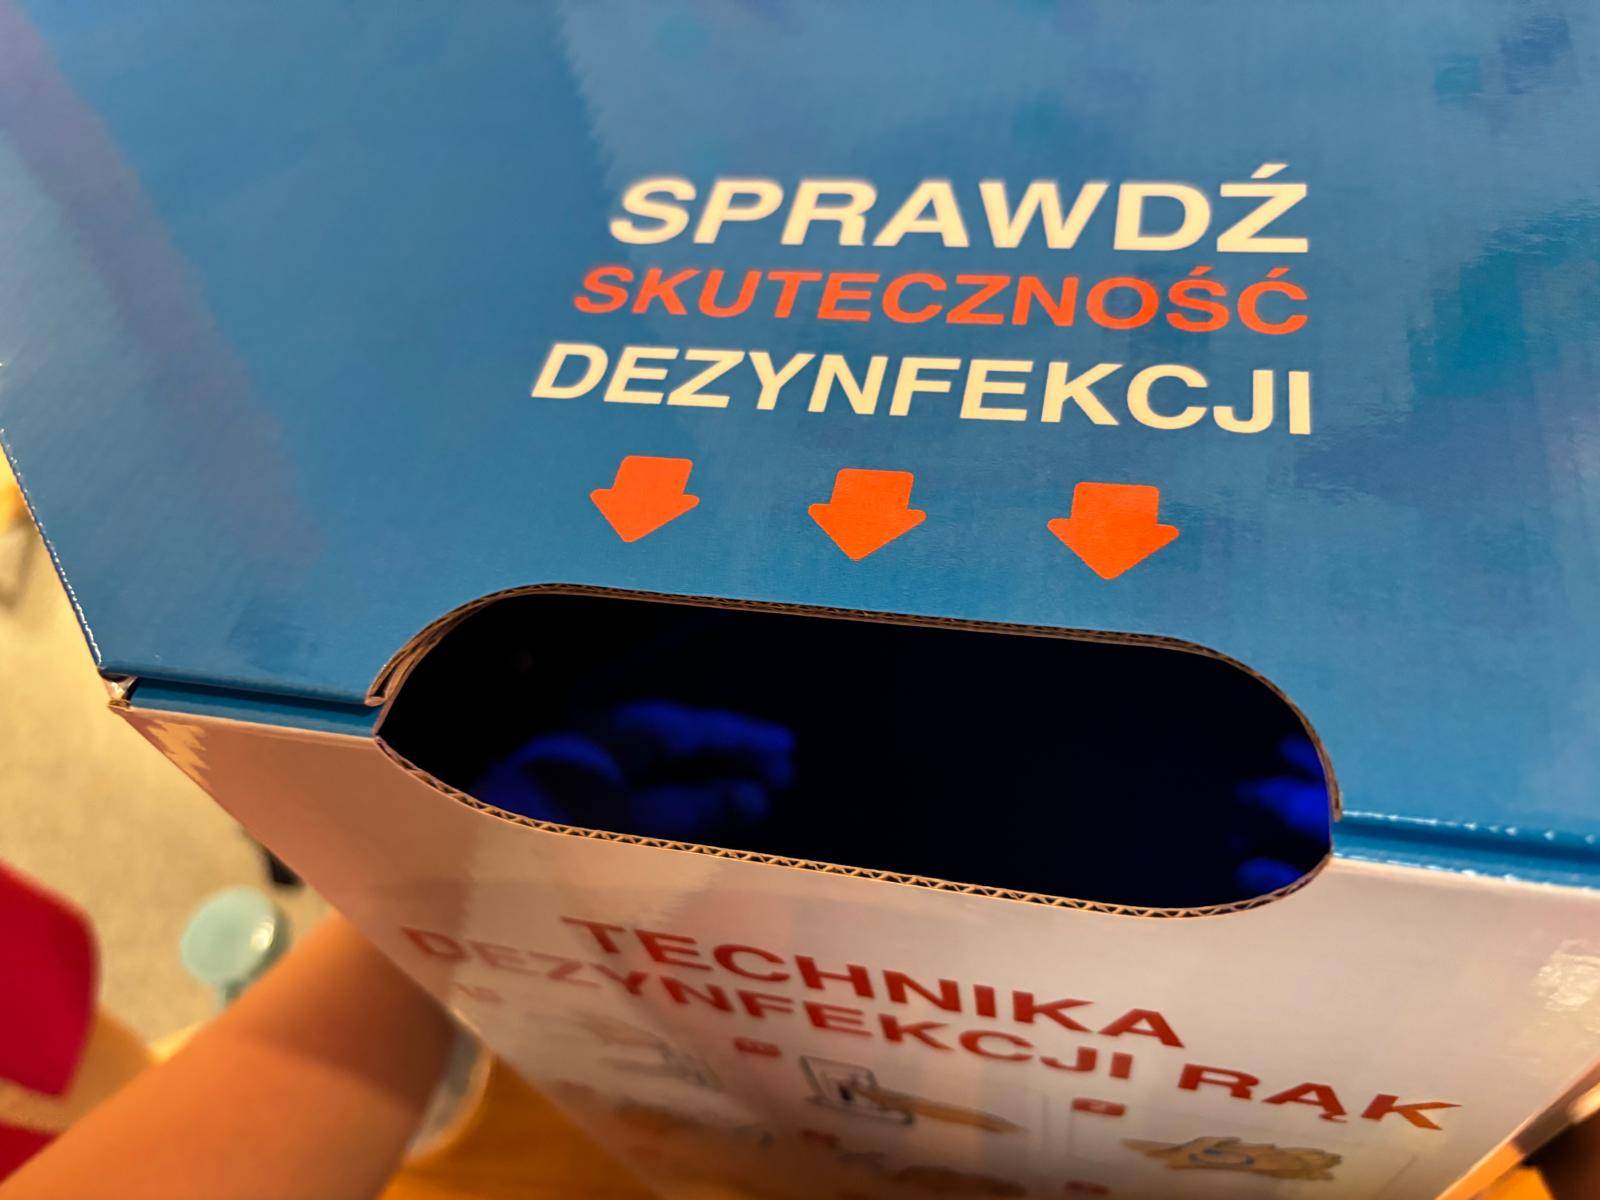 SPRAWDŹ
SKUTECZNOŚĆ
DEZYNFEKCJI
TECHNIKA
DEZYNFEKCJI RĄK